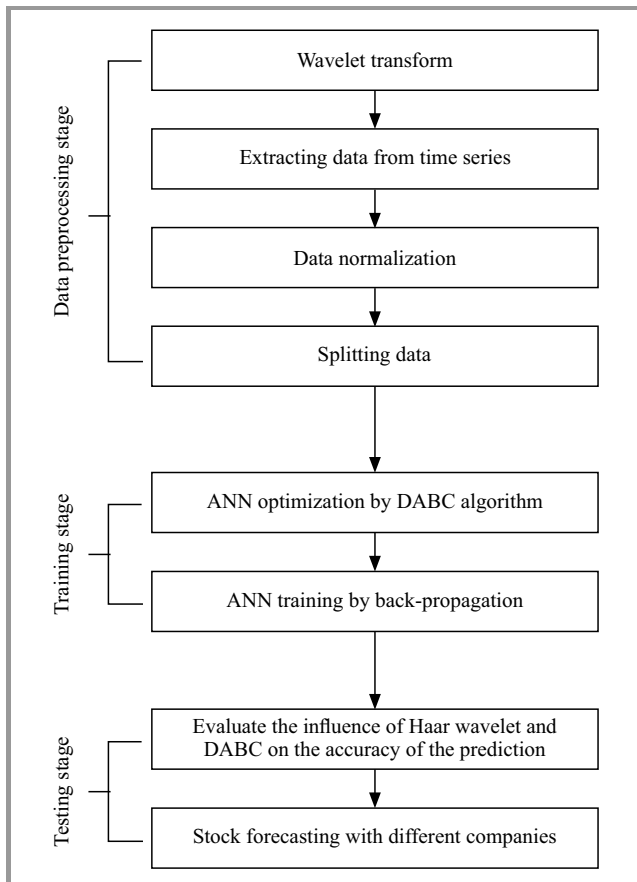 Data preprocessing stage
Wavelet transform
Extracting data from time series
Data normalization
Splitting data
Training stage
ANN optimization by DABC algorithm
ANN training by back-propagation
Testing stage
Evaluate the influence of Haar wavelet and
DABC on the accuracy of the prediction
Stock forecasting with different companies